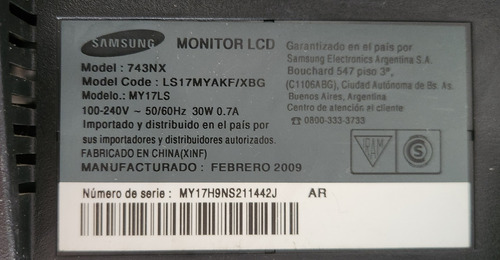 SAMSUNG MONITOR LCD
Model : 743NX
Model Code : LS17MYAKF/XBG
Modelo.: MY17LS
100-240V ~ 50/60Hz 30W 0.7A
Importado y distribuido en el país por
sus importadores y distribuidores autorizados.
FABRICADO EN CHINA(XINF)
MANUFACTURADO : FEBRERO 2009
Garantizado en el país por
Samsung Electronics Argentina S.A.
Bouchard 547 piso 3°,
(C1106ABG), Ciudad Autónoma de Bs.As.
Buenos Aires, Argentina
Centro de atención el cliente
☎ 0800-333-3733
IRAM
S
Número de serie : MY17H9NS211442J AR